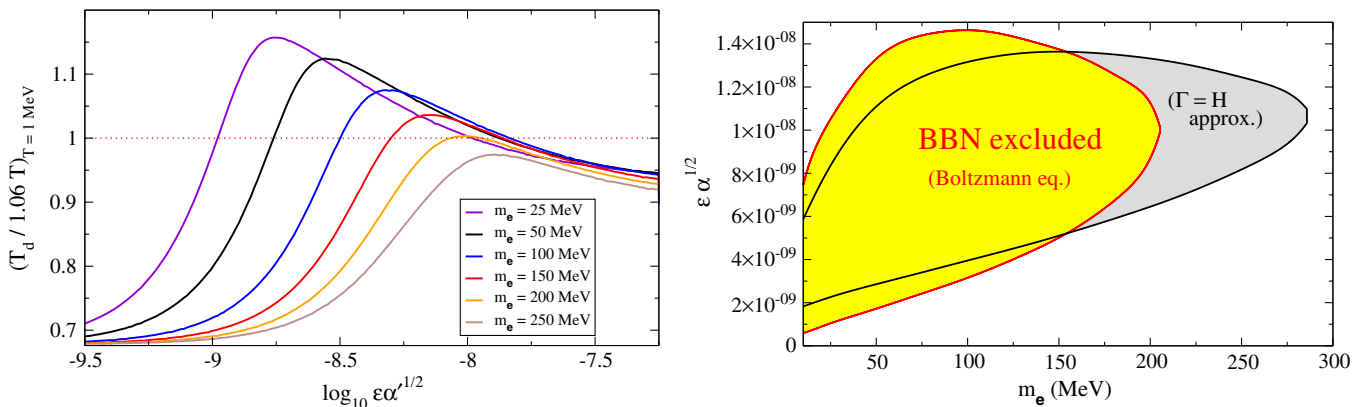 (T_d / 1.06 T)_{T = 1 MeV}
1.1
1
0.9
0.8
0.7
-9.5 -9 -8.5 -8 -7.5
log_{10} εα′^{1/2}
m_e = 25 MeV
m_e = 50 MeV
m_e = 100 MeV
m_e = 150 MeV
m_e = 200 MeV
m_e = 250 MeV
ε α^{1/2}
1.4×10^{-08}
1.2×10^{-08}
1×10^{-08}
8×10^{-09}
6×10^{-09}
4×10^{-09}
2×10^{-09}
0
BBN excluded
(Boltzmann eq.)
(Γ = H
approx.)
50 100 150 200 250 300
m_e (MeV)